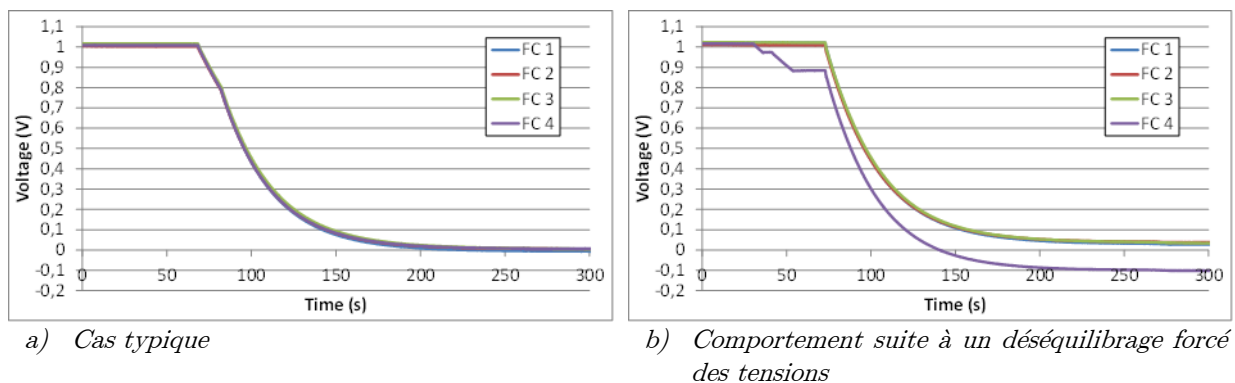 1,1
1
0,9
0,8
0,7
0,6
0,5
0,4
0,3
0,2
0,1
0
-0,1
-0,2
Voltage (V)
0 50 100 150 200 250 300
Time (s)
FC 1
FC 2
FC 3
FC 4
a) Cas typique
1,1
1
0,9
0,8
0,7
0,6
0,5
0,4
0,3
0,2
0,1
0
-0,1
-0,2
Voltage (V)
0 50 100 150 200 250 300
Time (s)
FC 1
FC 2
FC 3
FC 4
b) Comportement suite à un déséquilibrage forcé
des tensions